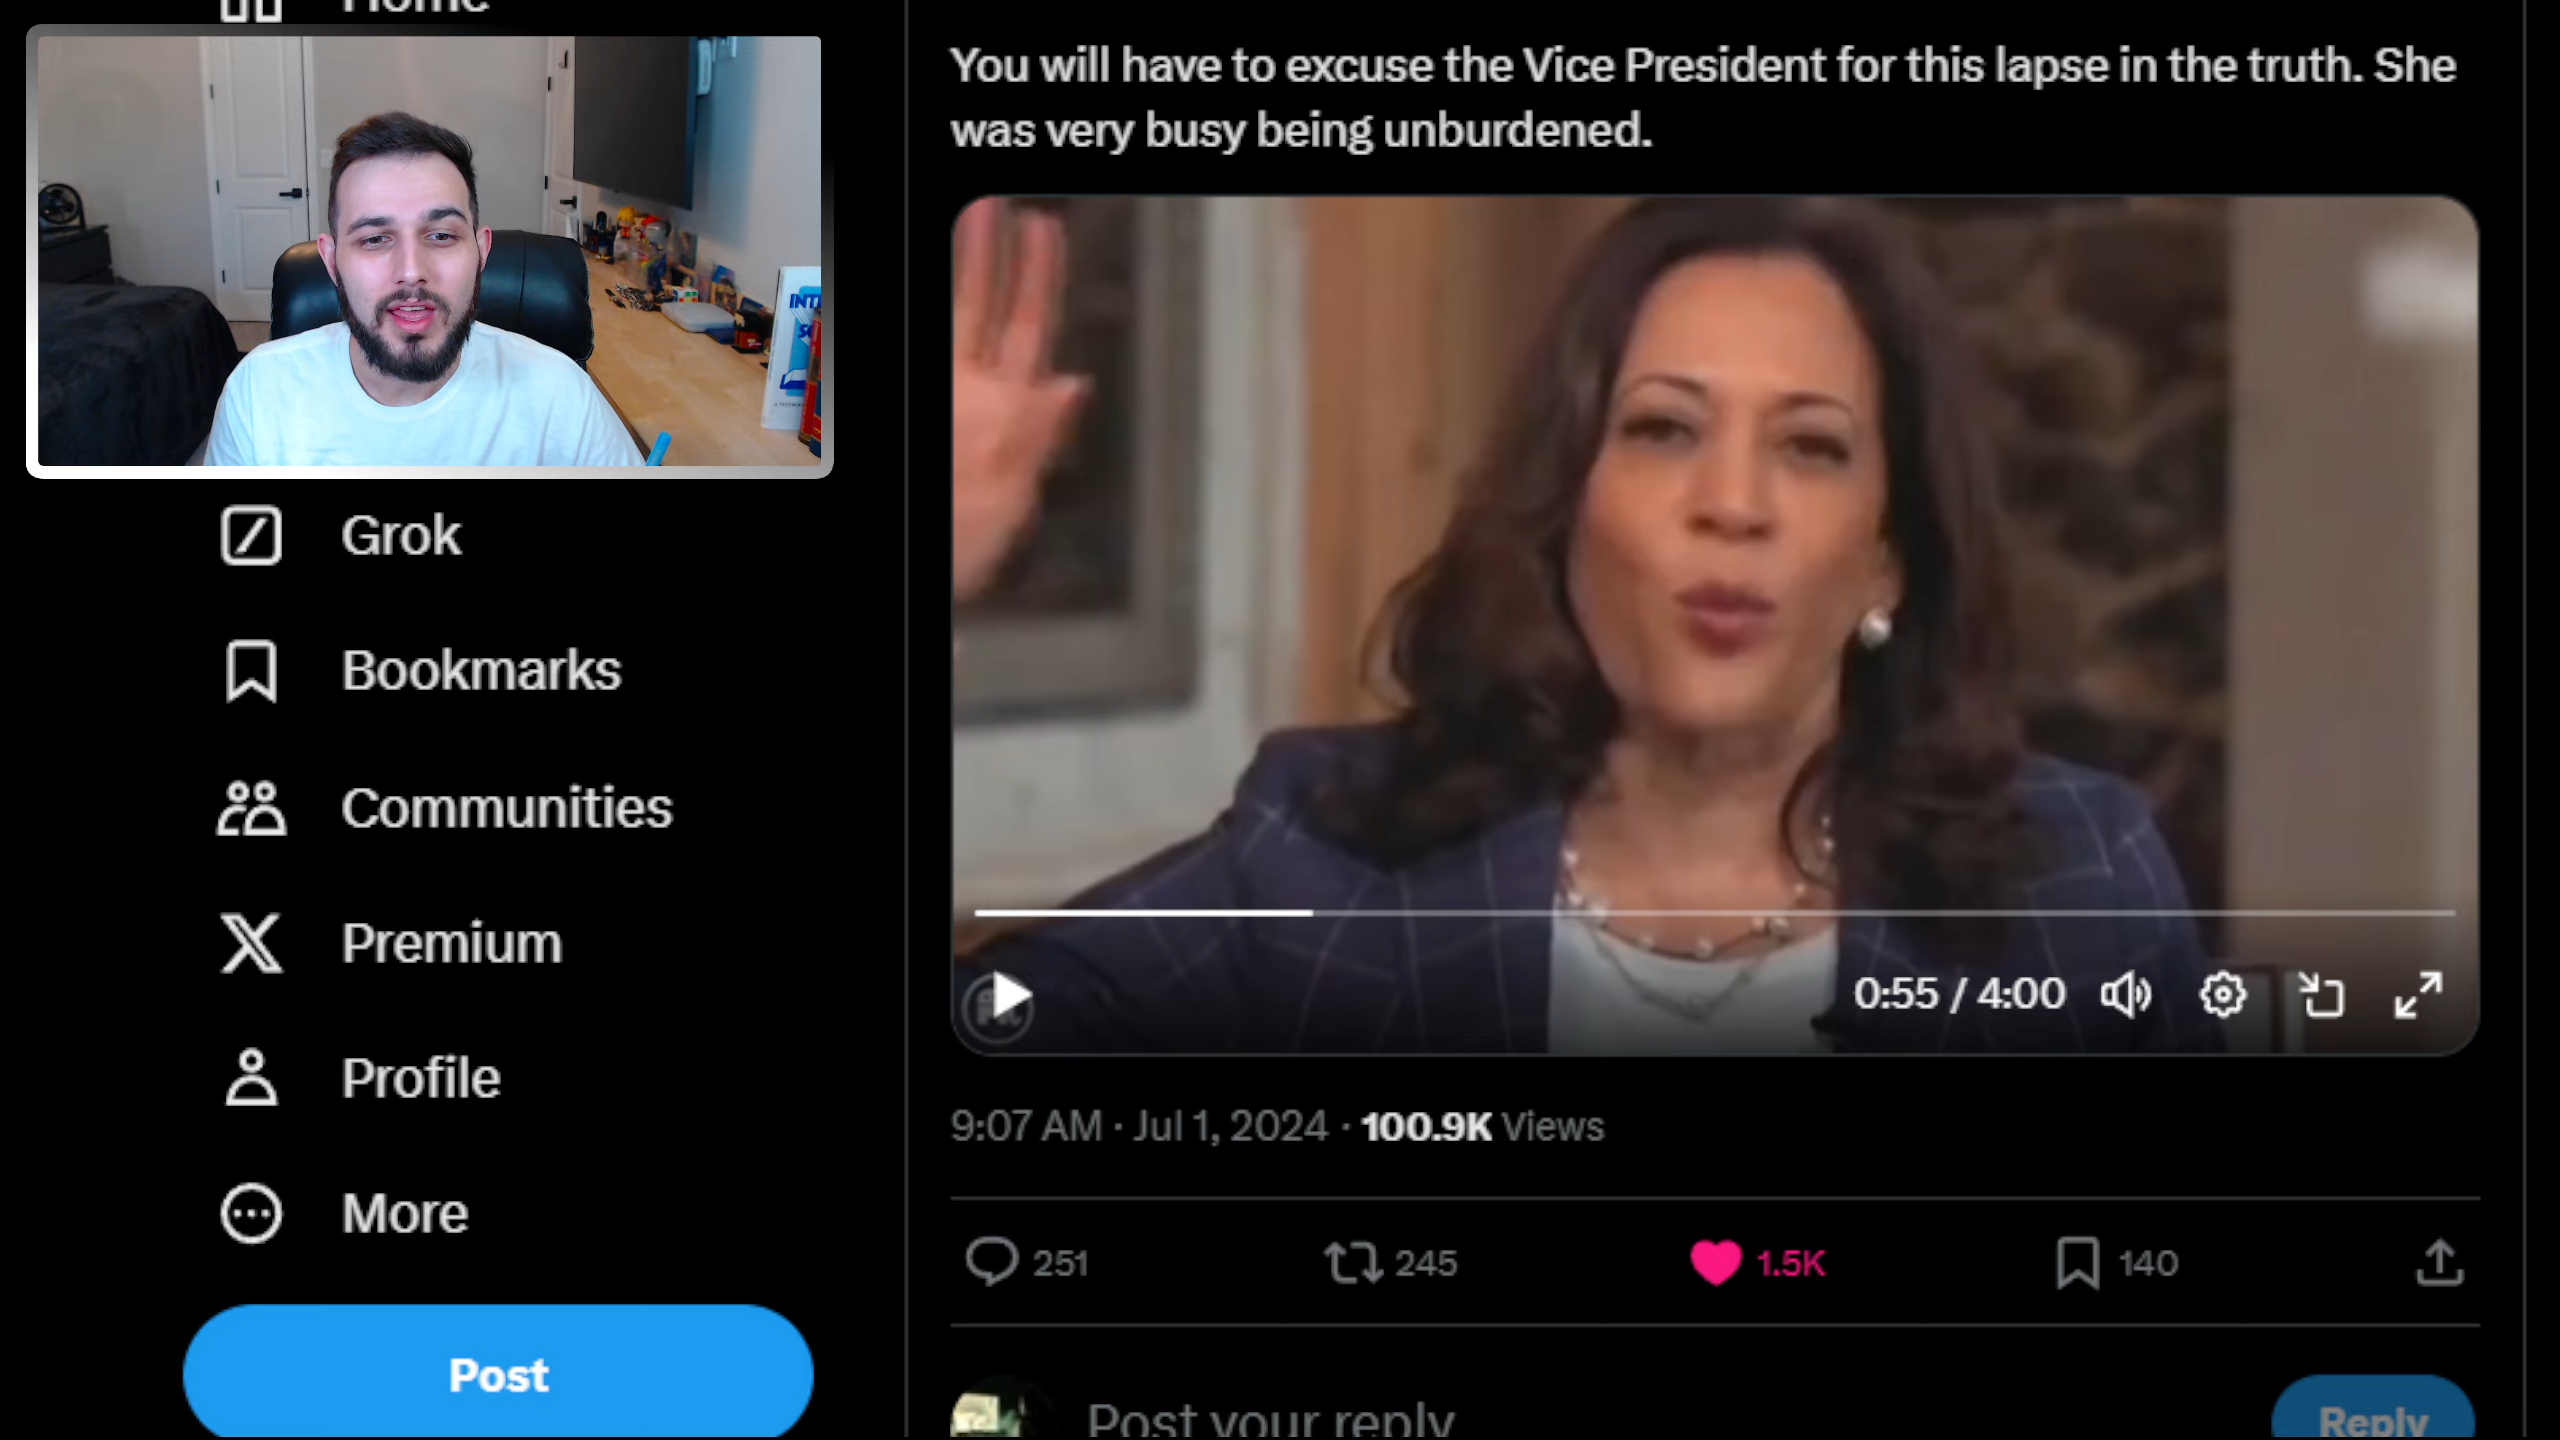 Home
You will have to excuse the Vice President for this lapse in the truth. She
was very busy being unburdened.
Grok
Bookmarks
Communities
Premium
Profile
More
Post
0:55 / 4:00
9:07 AM · Jul 1, 2024 · 100.9K Views
251
245
1.5K
140
Post your reply
Reply